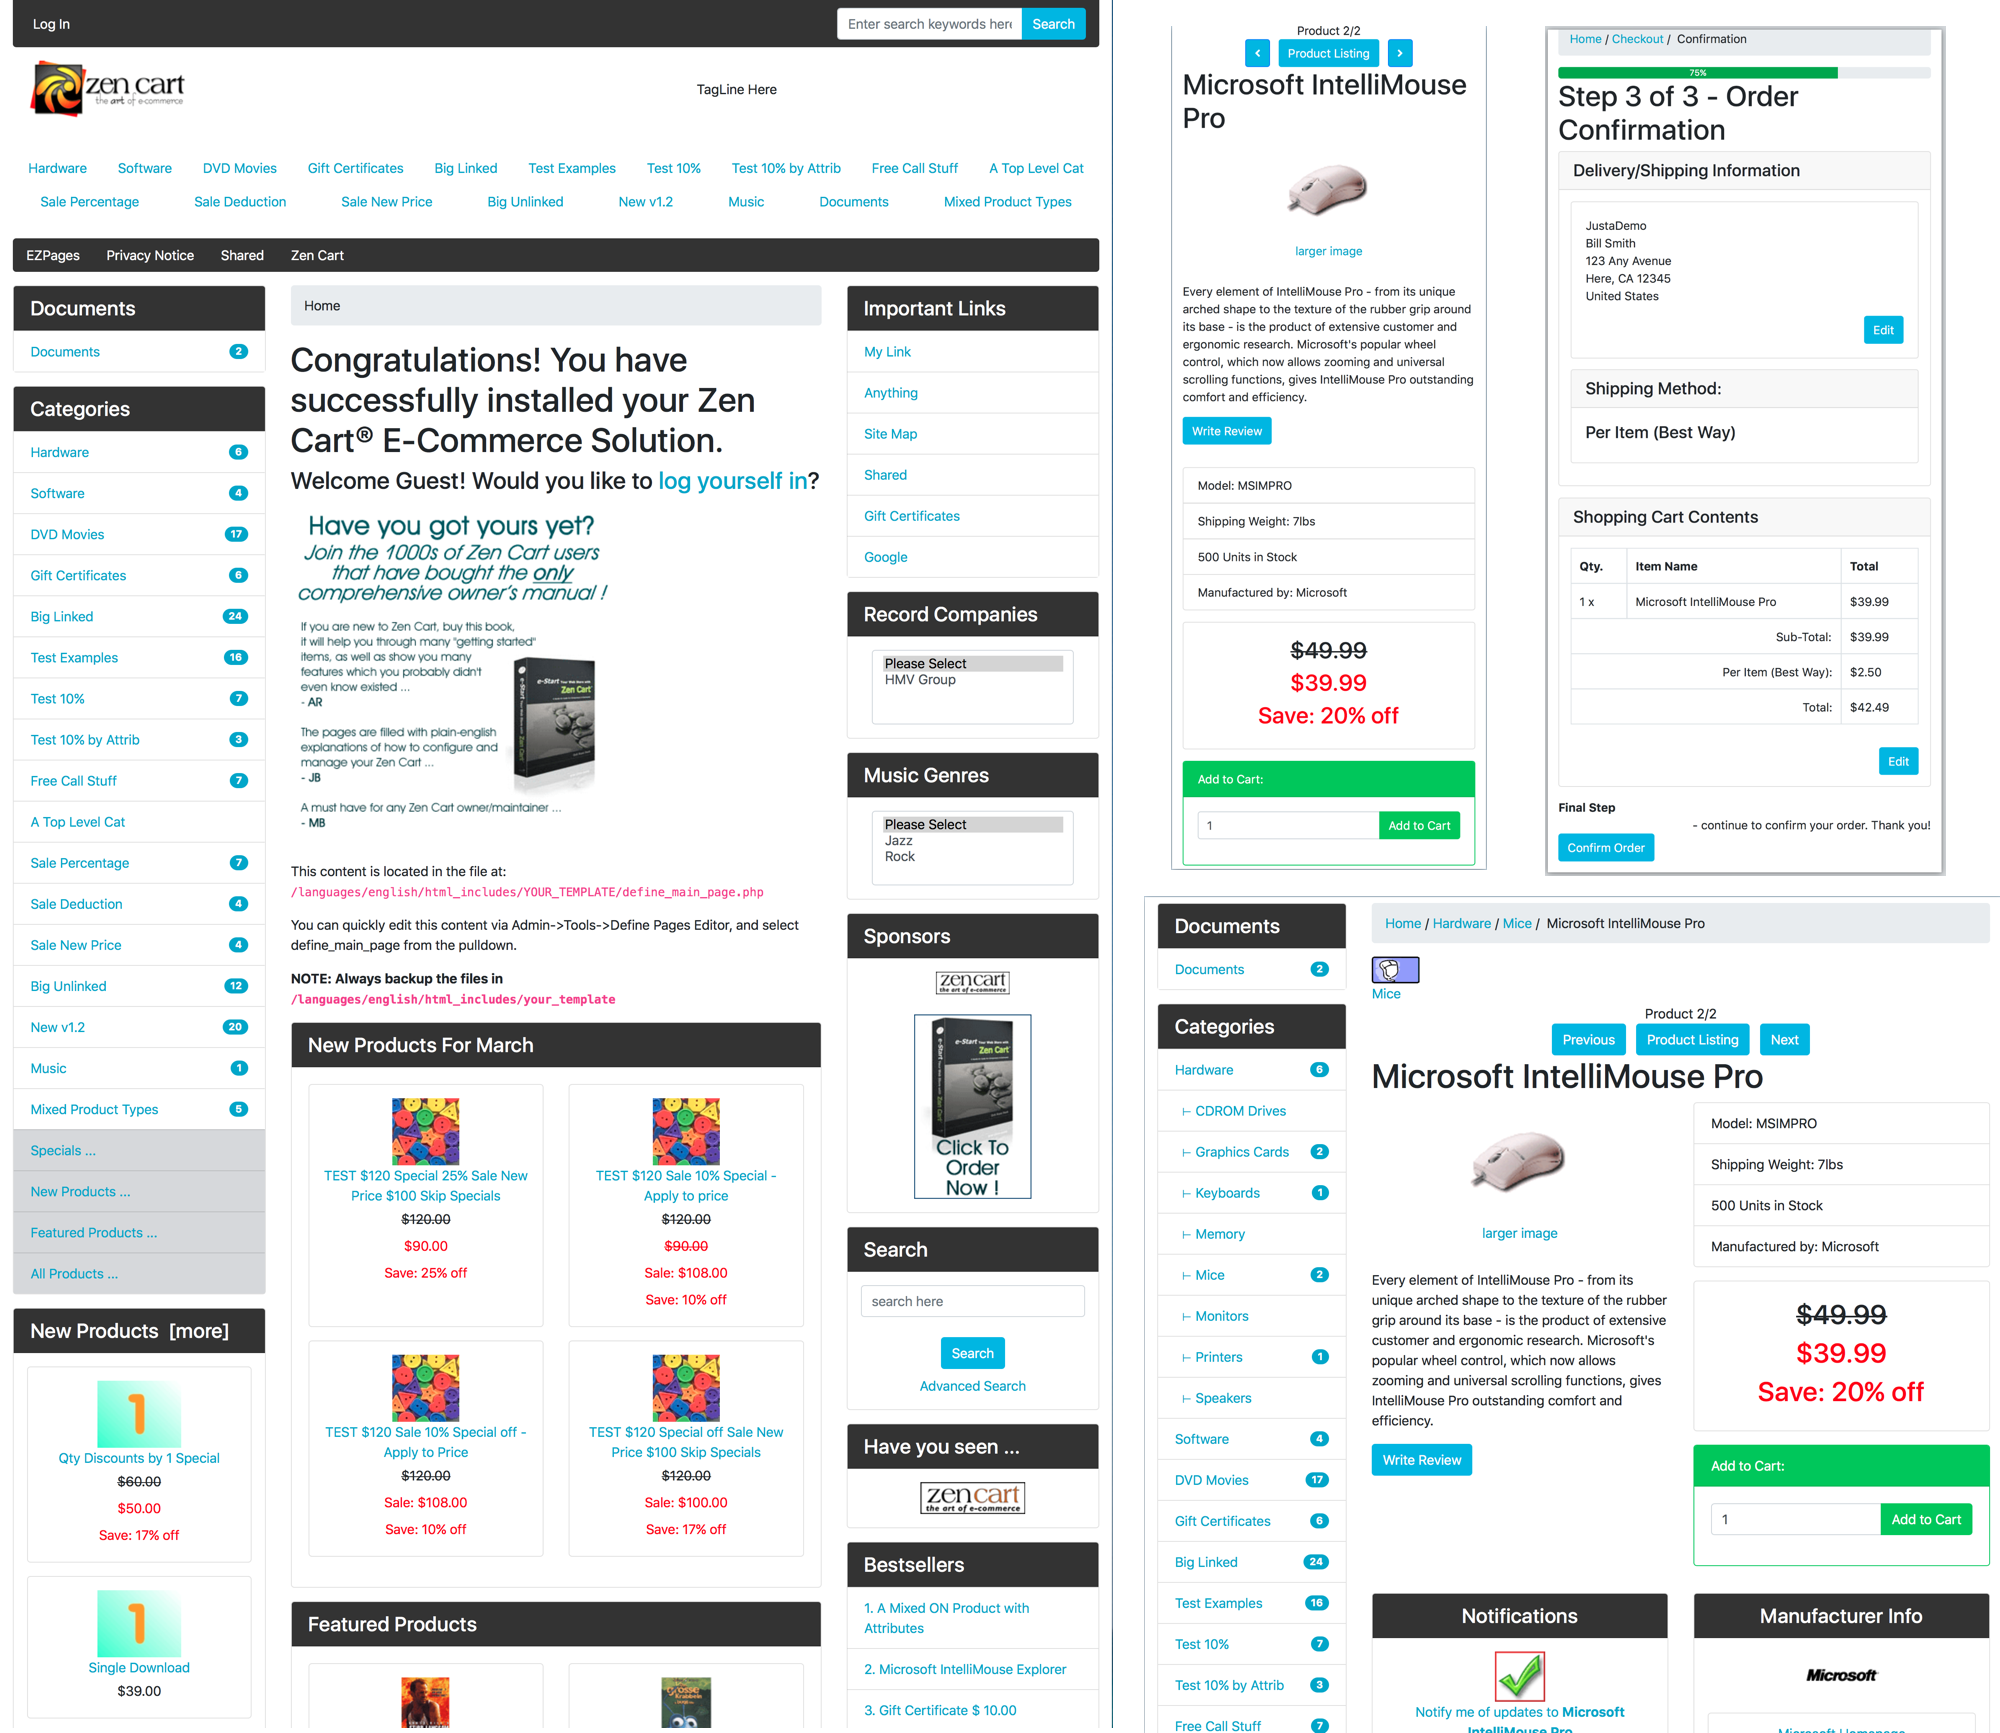 Log In
Enter search keywords here
Search
zen cart
the art of e-commerce
TagLine Here
Hardware
Software
DVD Movies
Gift Certificates
Big Linked
Test Examples
Test 10%
Test 10% by Attrib
Free Call Stuff
A Top Level Cat
Sale Percentage
Sale Deduction
Sale New Price
Big Unlinked
New v1.2
Music
Documents
Mixed Product Types
EZPages
Privacy Notice
Shared
Zen Cart
Documents
Documents 2
Categories
Hardware 6
Software 4
DVD Movies 17
Gift Certificates 6
Big Linked 24
Test Examples 16
Test 10% 7
Test 10% by Attrib 3
Free Call Stuff 7
A Top Level Cat
Sale Percentage 7
Sale Deduction 4
Sale New Price 4
Big Unlinked 12
New v1.2 20
Music 1
Mixed Product Types 5
Specials ...
New Products ...
Featured Products ...
All Products ...
New Products [more]
1
Qty Discounts by 1 Special
$60.00
$50.00
Save: 17% off
1
Single Download
$39.00
Home
Congratulations! You have
successfully installed your Zen
Cart® E-Commerce Solution.
Welcome Guest! Would you like to log yourself in?
Have you got yours yet?
Join the 1000s of Zen Cart users
that have bought the only
comprehensive owner's manual !
If you are new to Zen Cart, buy this book,
it will help you through many "getting started"
items, as well as show you many
features which you probably didn't
even know existed ...
- AR
The pages are filled with plain-english
explanations of how to configure and
manage your Zen Cart ...
- JB
A must have for any Zen Cart owner/maintainer ...
- MB
e-Start Your Web Store with
Zen Cart
This content is located in the file at:
/languages/english/html_includes/YOUR_TEMPLATE/define_main_page.php
You can quickly edit this content via Admin->Tools->Define Pages Editor, and select
define_main_page from the pulldown.
NOTE: Always backup the files in
/languages/english/html_includes/your_template
New Products For March
TEST $120 Special 25% Sale New
Price $100 Skip Specials
$120.00
$90.00
Save: 25% off
TEST $120 Sale 10% Special -
Apply to price
$120.00
$90.00
Sale: $108.00
Save: 10% off
TEST $120 Sale 10% Special off -
Apply to Price
$120.00
Sale: $108.00
Save: 10% off
TEST $120 Special off Sale New
Price $100 Skip Specials
$120.00
Sale: $100.00
Save: 17% off
Featured Products
Important Links
My Link
Anything
Site Map
Shared
Gift Certificates
Google
Record Companies
Please Select
HMV Group
Music Genres
Please Select
Jazz
Rock
Sponsors
zen cart
the art of e-commerce
e-Start Your Web Store with
Zen Cart
Click To
Order
Now !
Search
search here
Search
Advanced Search
Have you seen ...
zen cart
the art of e-commerce
Bestsellers
1. A Mixed ON Product with
Attributes
2. Microsoft IntelliMouse Explorer
3. Gift Certificate $ 10.00
Product 2/2
Product Listing
Microsoft IntelliMouse
Pro
larger image
Every element of IntelliMouse Pro - from its unique
arched shape to the texture of the rubber grip around
its base - is the product of extensive customer and
ergonomic research. Microsoft's popular wheel
control, which now allows zooming and universal
scrolling functions, gives IntelliMouse Pro outstanding
comfort and efficiency.
Write Review
Model: MSIMPRO
Shipping Weight: 7lbs
500 Units in Stock
Manufactured by: Microsoft
$49.99
$39.99
Save: 20% off
Add to Cart:
1
Add to Cart
Home / Checkout / Confirmation
75%
Step 3 of 3 - Order
Confirmation
Delivery/Shipping Information
JustaDemo
Bill Smith
123 Any Avenue
Here, CA 12345
United States
Edit
Shipping Method:
Per Item (Best Way)
Shopping Cart Contents
Qty. Item Name Total
1 x Microsoft IntelliMouse Pro $39.99
Sub-Total: $39.99
Per Item (Best Way): $2.50
Total: $42.49
Edit
Final Step
- continue to confirm your order. Thank you!
Confirm Order
Documents
Documents 2
Categories
Hardware 6
⊢ CDROM Drives
⊢ Graphics Cards 2
⊢ Keyboards 1
⊢ Memory
⊢ Mice 2
⊢ Monitors
⊢ Printers 1
⊢ Speakers
Software 4
DVD Movies 17
Gift Certificates 6
Big Linked 24
Test Examples 16
Test 10% 7
Test 10% by Attrib 3
Free Call Stuff 7
Home / Hardware / Mice / Microsoft IntelliMouse Pro
Mice
Product 2/2
Previous
Product Listing
Next
Microsoft IntelliMouse Pro
larger image
Every element of IntelliMouse Pro - from its
unique arched shape to the texture of the rubber
grip around its base - is the product of extensive
customer and ergonomic research. Microsoft's
popular wheel control, which now allows
zooming and universal scrolling functions, gives
IntelliMouse Pro outstanding comfort and
efficiency.
Write Review
Model: MSIMPRO
Shipping Weight: 7lbs
500 Units in Stock
Manufactured by: Microsoft
$49.99
$39.99
Save: 20% off
Add to Cart:
1
Add to Cart
Notifications
Notify me of updates to Microsoft
IntelliMouse Pro
Manufacturer Info
Microsoft
Microsoft Homepage